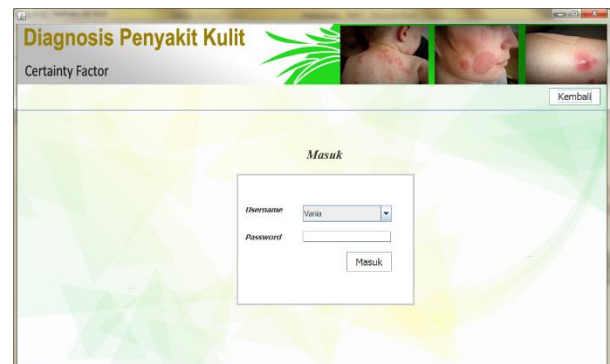 Diagnosis Penyakit Kulit
Certainty Factor
Kembali
Masuk
Username Vania
Password
Masuk